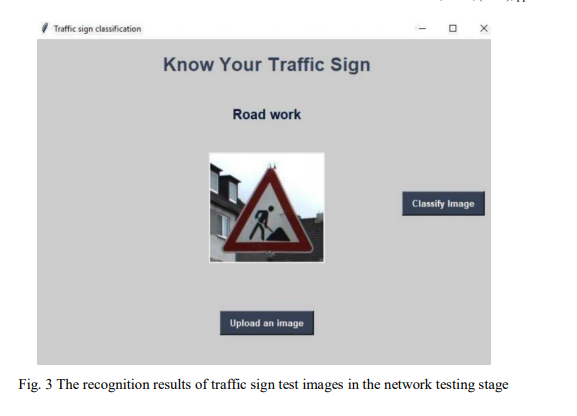 Traffic sign classification
Know Your Traffic Sign
Road work
Classify Image
Upload an image
Fig. 3 The recognition results of traffic sign test images in the network testing stage